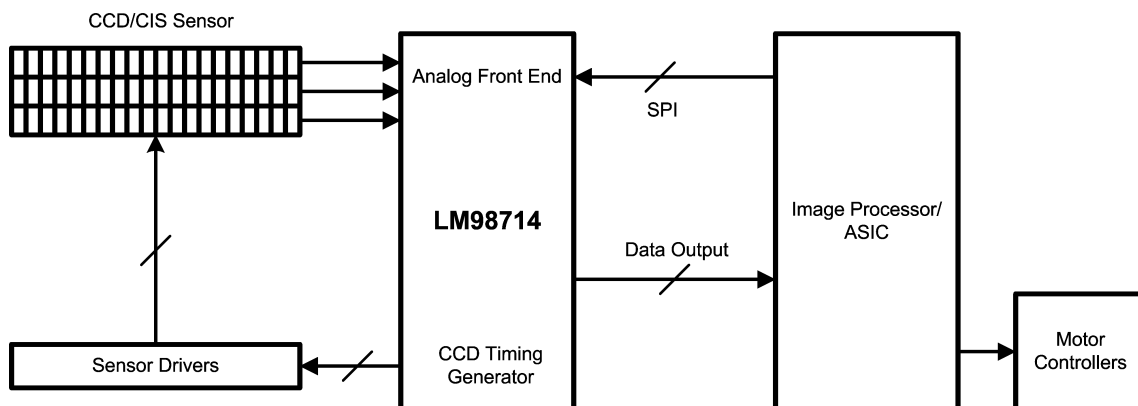 CCD/CIS Sensor
Analog Front End
SPI
LM98714
Image Processor/
ASIC
Data Output
Sensor Drivers
CCD Timing
Generator
Motor
Controllers